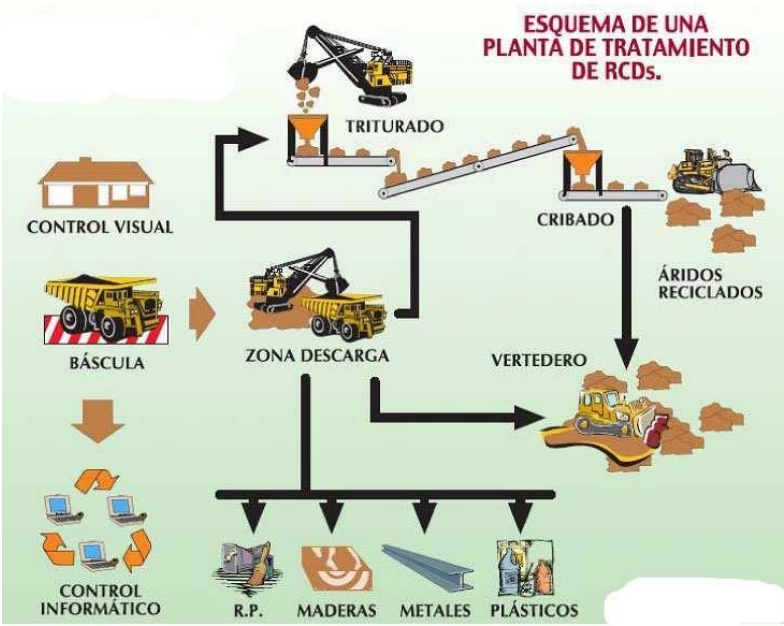 ESQUEMA DE UNA
PLANTA DE TRATAMIENTO
DE RCDs.
TRITURADO
CONTROL VISUAL
CRIBADO
ÁRIDOS
RECICLADOS
BÁSCULA
ZONA DESCARGA
VERTEDERO
CONTROL
INFORMÁTICO
R.P.
MADERAS
METALES
PLÁSTICOS